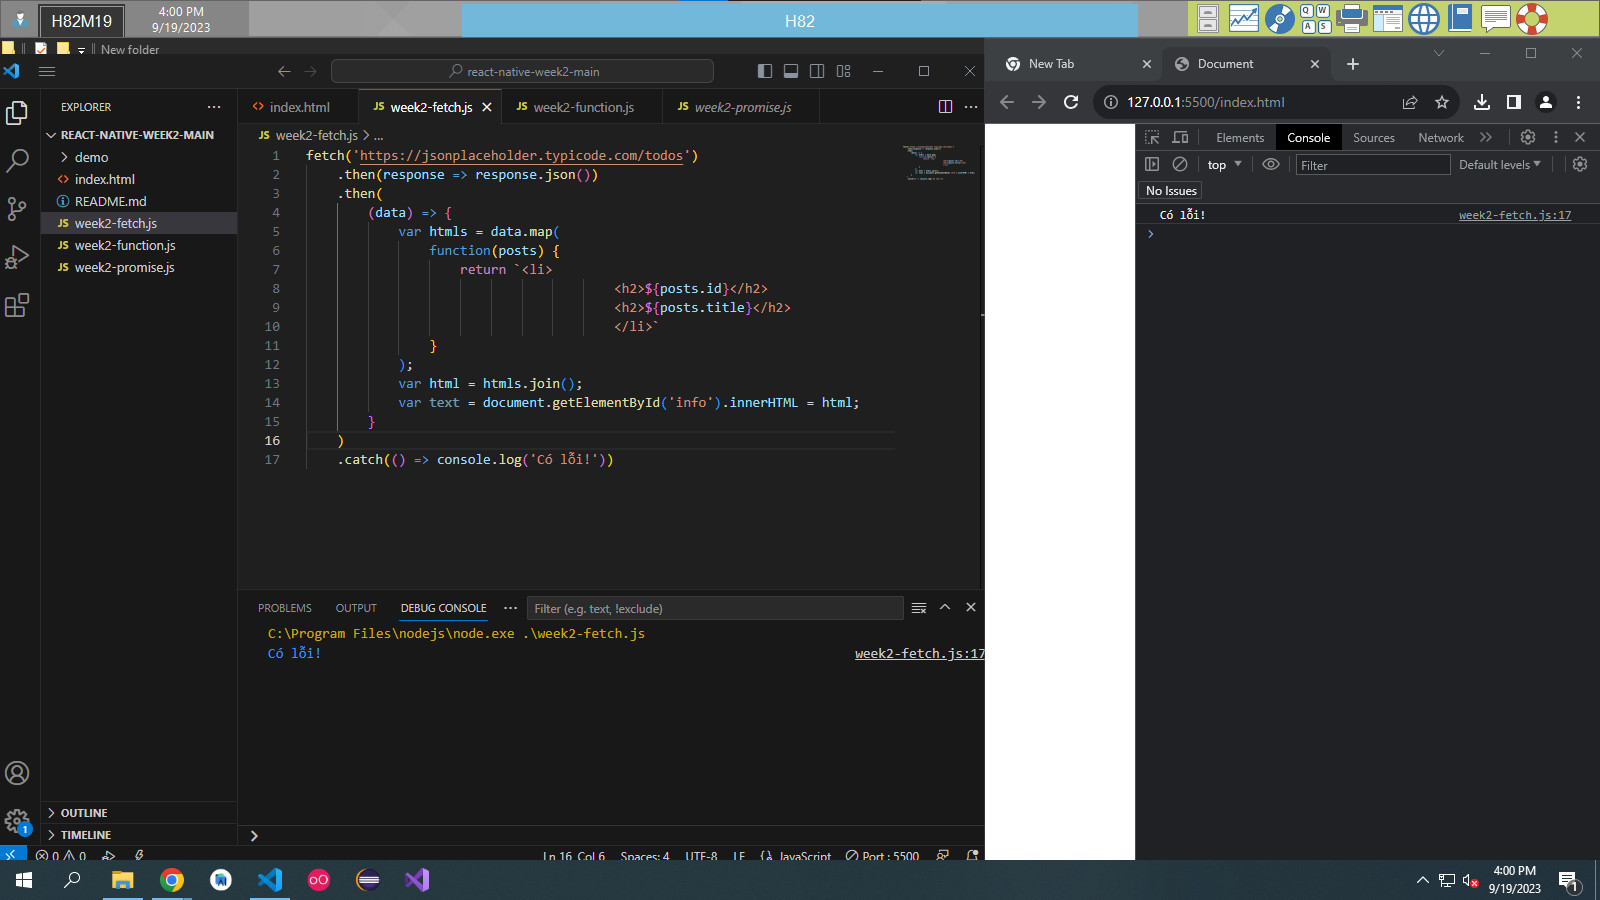 H82M19
4:00 PM
9/19/2023
H82
Q W
A S
New folder
react-native-week2-main
New Tab
Document
127.0.0.1:5500/index.html
EXPLORER
REACT-NATIVE-WEEK2-MAIN
demo
index.html
README.md
JS week2-fetch.js
JS week2-function.js
JS week2-promise.js
OUTLINE
TIMELINE
index.html
JS week2-fetch.js
JS week2-function.js
JS week2-promise.js
JS week2-fetch.js > ...
1 fetch('https://jsonplaceholder.typicode.com/todos')
2 .then(response => response.json())
3 .then(
4 (data) => {
5 var htmls = data.map(
6 function(posts) {
7 return `<li>
8 <h2>${posts.id}</h2>
9 <h2>${posts.title}</h2>
10 </li>`
11 }
12 );
13 var html = htmls.join();
14 var text = document.getElementById('info').innerHTML = html;
15 }
16 )
17 .catch(() => console.log('Có lỗi!'))
PROBLEMS
OUTPUT
DEBUG CONSOLE
Filter (e.g. text, !exclude)
C:\Program Files\nodejs\node.exe .\week2-fetch.js
Có lỗi!
week2-fetch.js:17
1
0
0
Ln 16, Col 6
Spaces: 4
UTF-8
LF
{} JavaScript
Port : 5500
Elements
Console
Sources
Network
top
Filter
Default levels
No Issues
Có lỗi!
week2-fetch.js:17
4:00 PM
9/19/2023
1